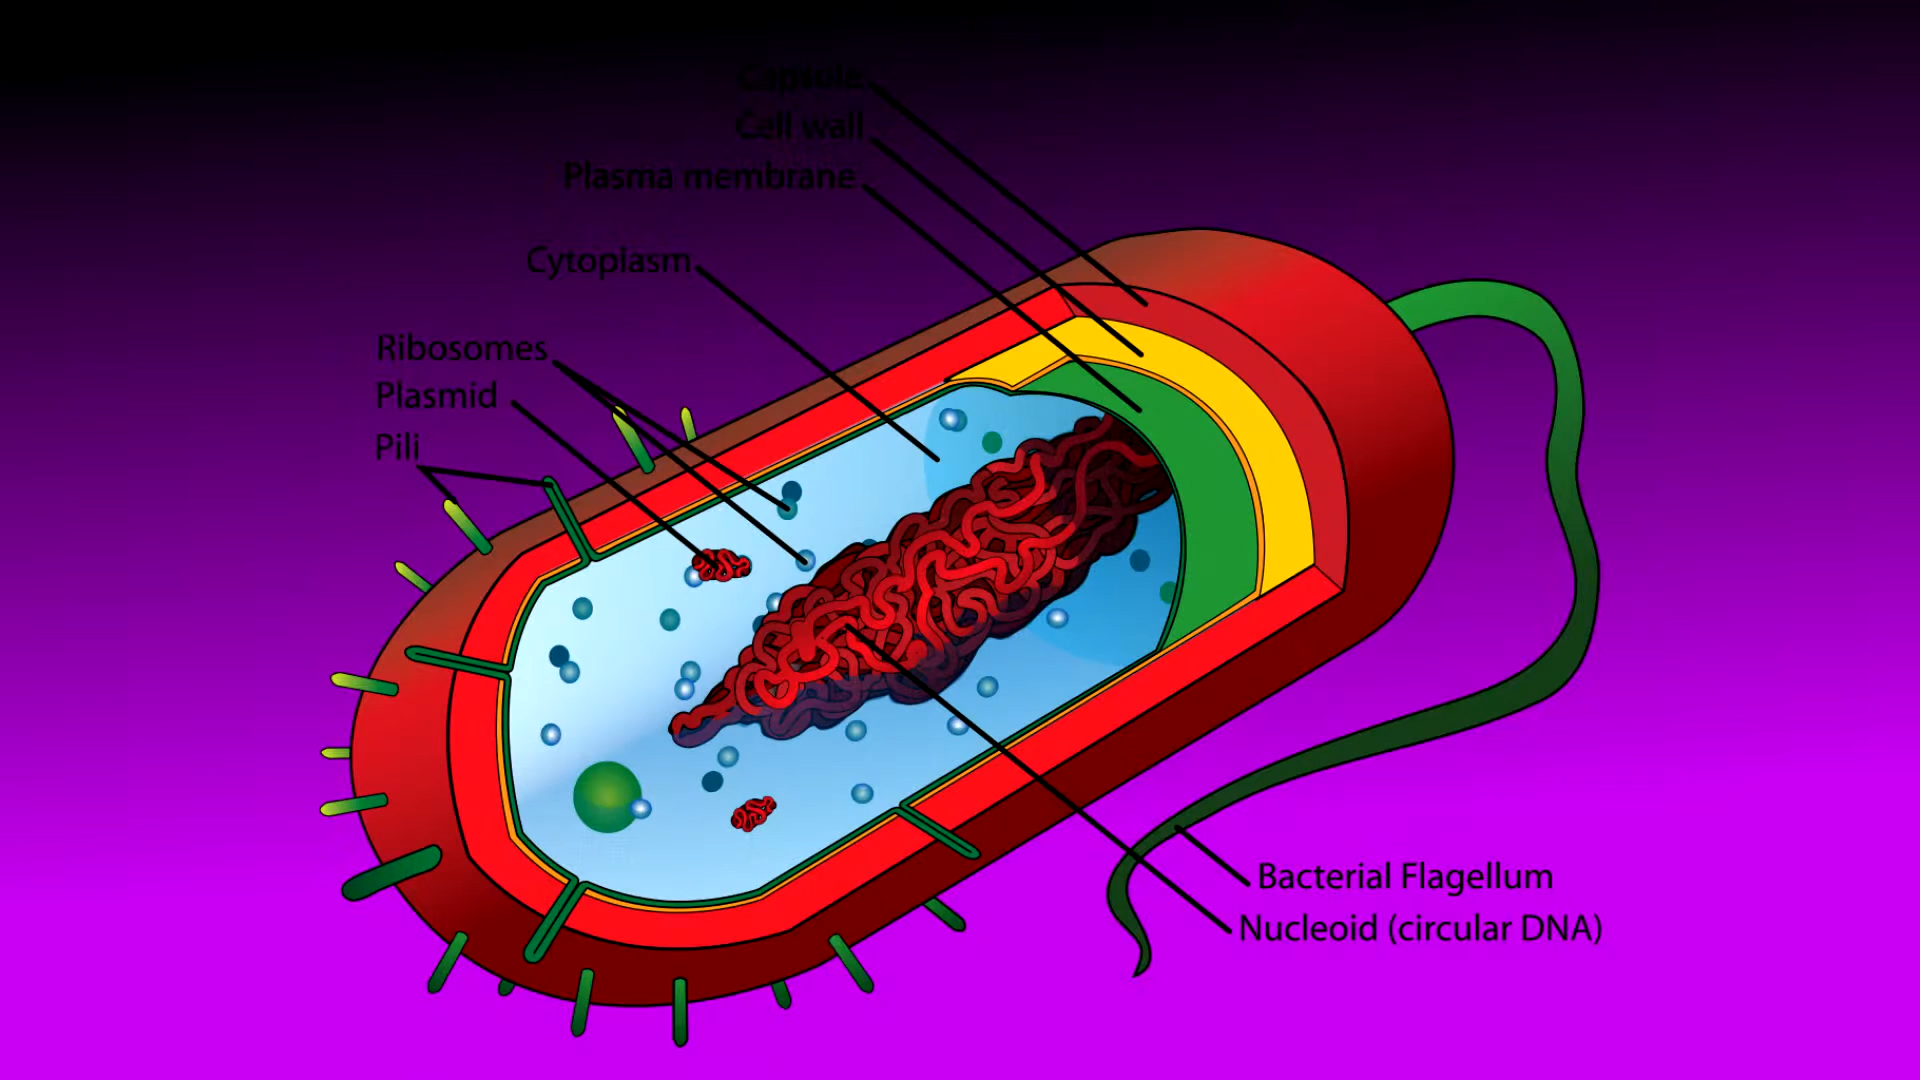 Capsule
Cell wall
Plasma membrane
Cytoplasm
Ribosomes
Plasmid
Pili
Bacterial Flagellum
Nucleoid (circular DNA)